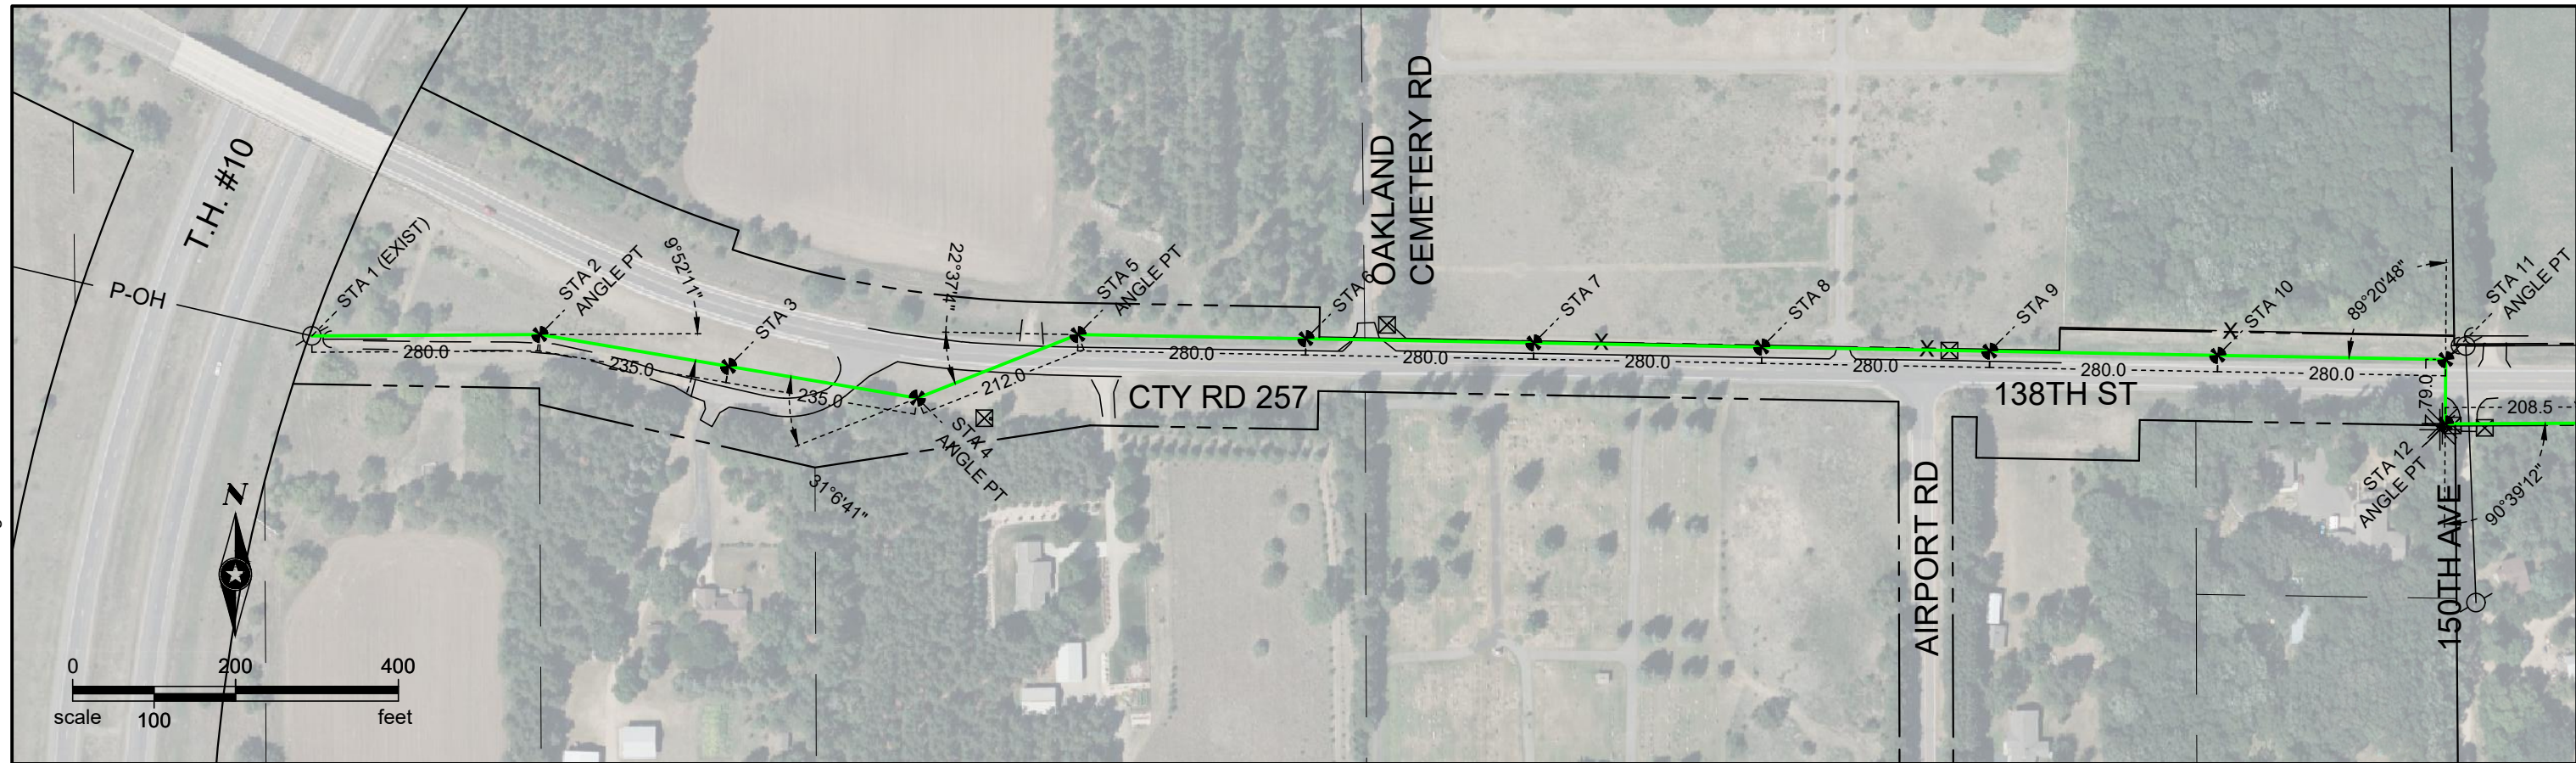 T.H. #10
P-OH
STA 1 (EXIST)
280.0
STA 2
ANGLE PT
9°52'11"
235.0
STA 3
235.0
31°6'41"
22°37'4"
STA 4
ANGLE PT
212.0
STA 5
ANGLE PT
280.0
CTY RD 257
STA 6
OAKLAND
CEMETERY RD
280.0
STA 7
280.0
STA 8
280.0
AIRPORT RD
STA 9
138TH ST
280.0
STA 10
280.0
89°20'48"
STA 11
ANGLE PT
79.0
208.5
STA 12
ANGLE PT
150TH AVE
90°39'12"
N
0 200 400
scale 100 feet